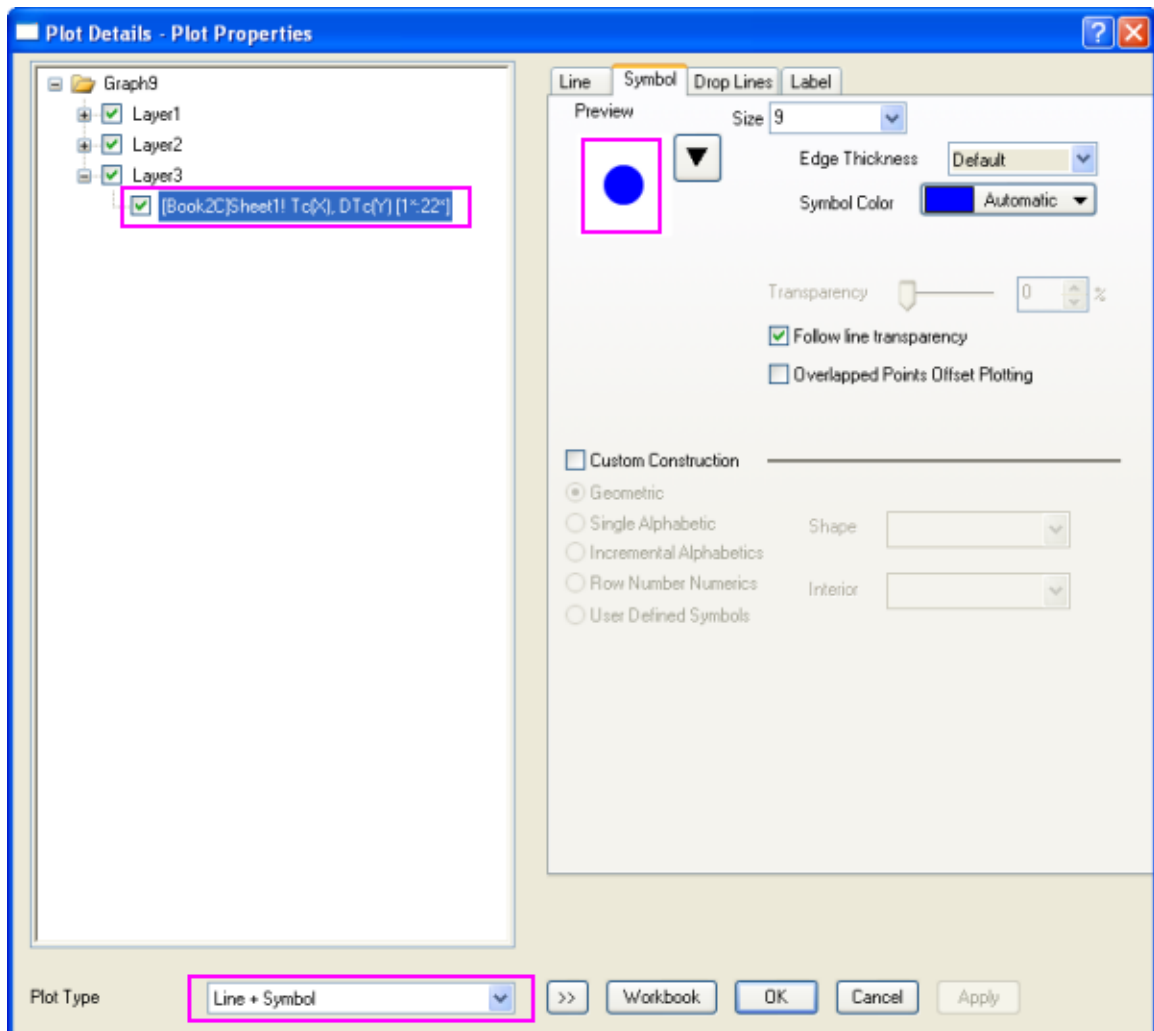 Plot Details - Plot Properties
Graph9
Layer1
Layer2
Layer3
[Book2C]Sheet1! Tc(X), DTc(Y) [1*:22*]
Line Symbol Drop Lines Label
Preview
Size 9
Edge Thickness Default
Symbol Color Automatic
Transparency 0 %
Follow line transparency
Overlapped Points Offset Plotting
Custom Construction
Geometric
Single Alphabetic
Shape
Incremental Alphabetics
Row Number Numerics
Interior
User Defined Symbols
Plot Type Line + Symbol >> Workbook OK Cancel Apply